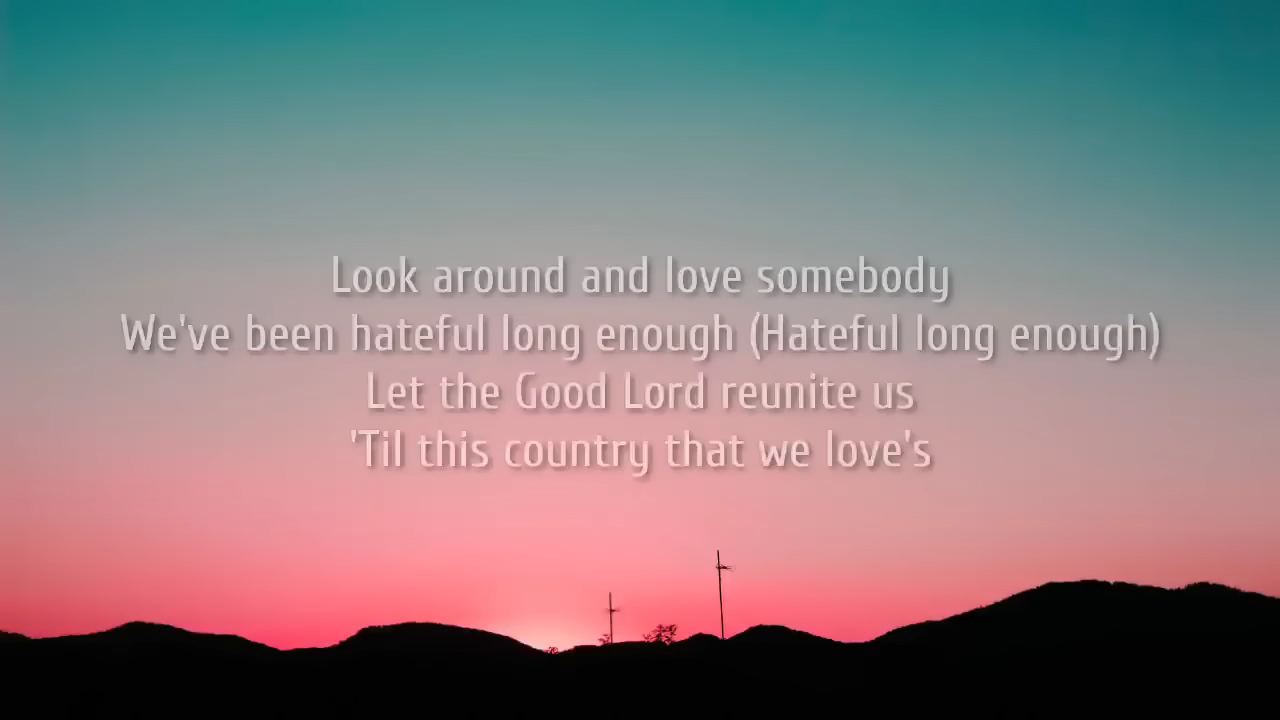 Look around and love somebody
We've been hateful long enough (Hateful long enough)
Let the Good Lord reunite us
'Til this country that we love's